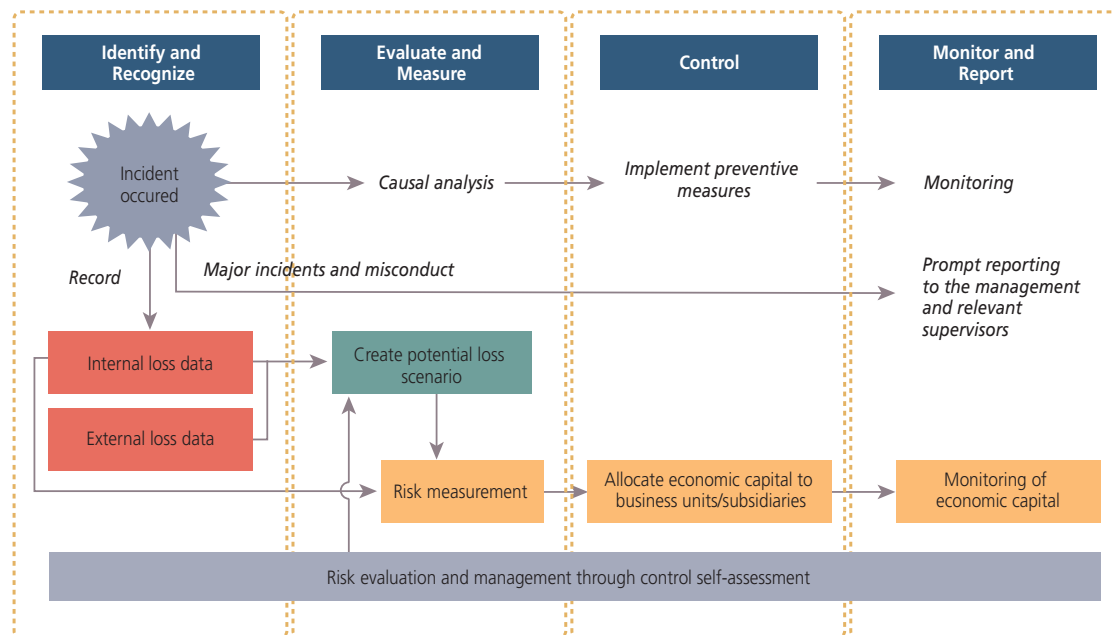 Identify and
Recognize
Evaluate and
Measure
Control
Monitor and
Report
Incident
occured
Causal analysis
Implement preventive
measures
Monitoring
Record
Major incidents and misconduct
Prompt reporting
to the management
and relevant
supervisors
Internal loss data
Create potential loss
scenario
External loss data
Risk measurement
Allocate economic capital to
business units/subsidiaries
Monitoring of
economic capital
Risk evaluation and management through control self-assessment